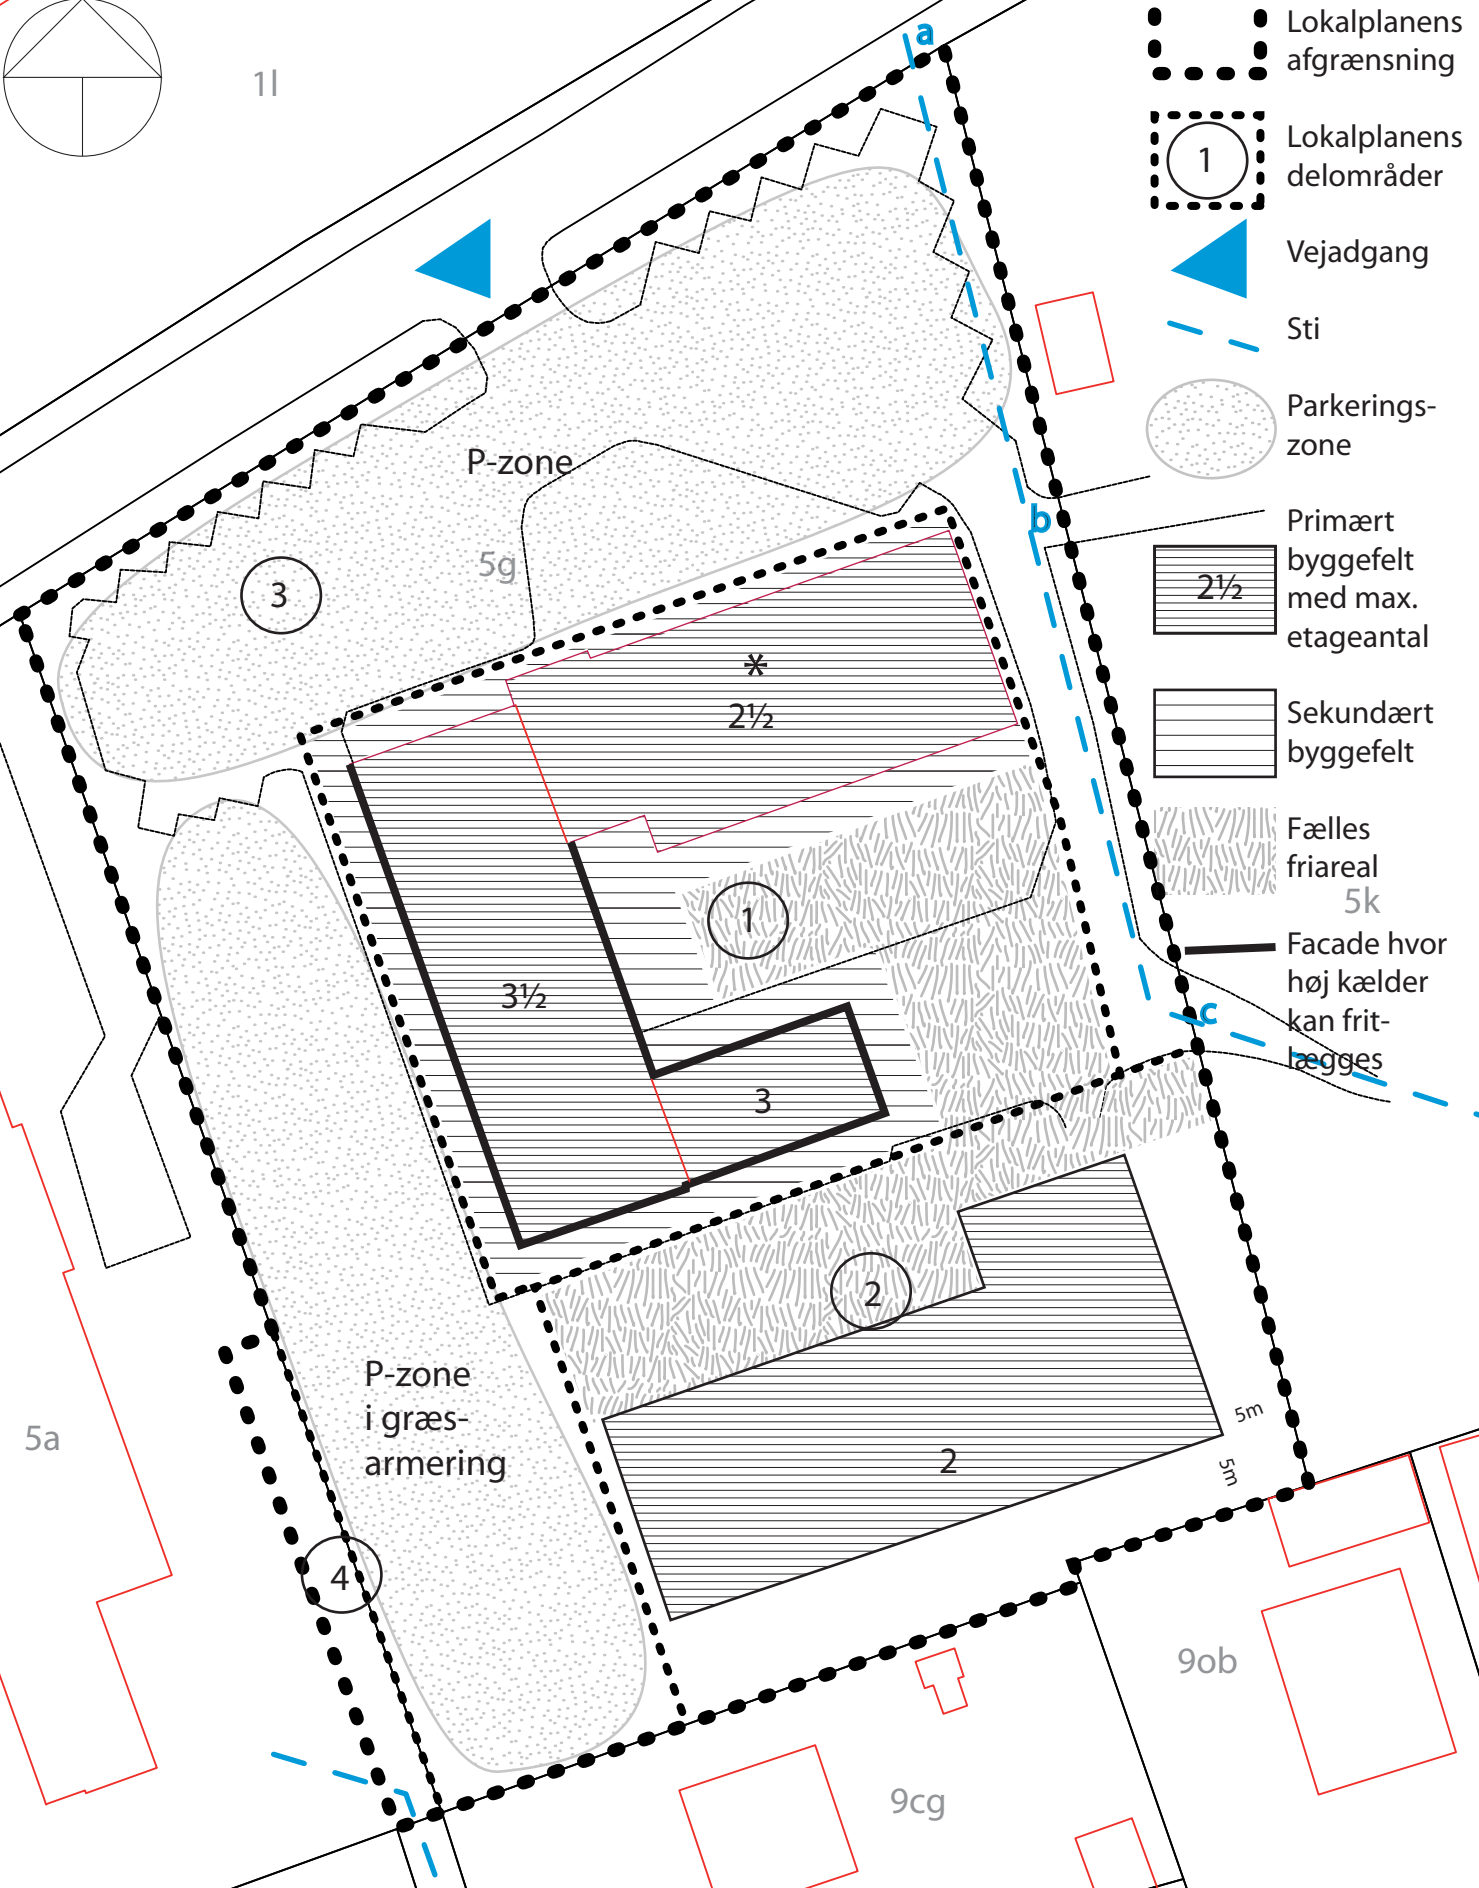 a
1l
Lokalplanens
afgrænsning
1
Lokalplanens
delområder
Vejadgang
Sti
Parkerings-
zone
P-zone
b
Primært
byggefelt
med max.
etageantal
2½
5g
3
*
2½
Sekundært
byggefelt
Fælles
friareal
5k
1
Facade hvor
høj kælder
kan frit-
lægges
3½
c
3
2
P-zone
i græs-
armering
5a
2
5m
5m
4
9ob
9cg